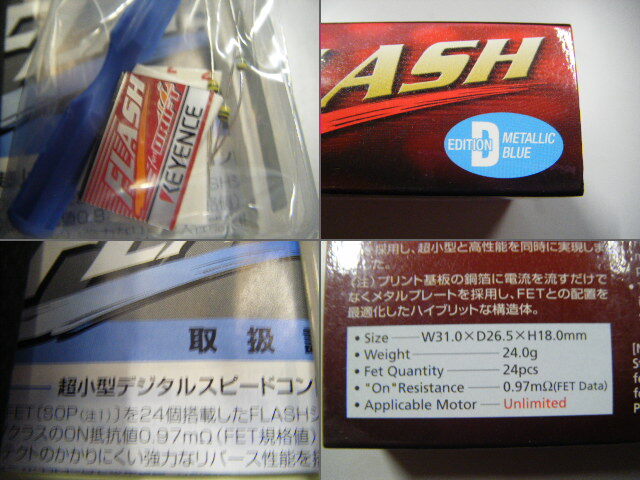 FLASH
KEYENCE
FLASH
EDITION D METALLIC
BLUE
取扱
超小型デジタルスピードコン
FET(SOP(注1))を24個搭載したFLASHシ
クラスのON抵抗値0.97mΩ(FET規格値)
クトのかかりにくい強力なリバース性能を
採用し、超小型と高性能を同時に実現しま
(注)プリント基板の銅箔に電流を流すだけで
なくメタルプレートを採用し、FETとの配置を
最適化したハイブリットな構造体。
• Size W31.0×D26.5×H18.0mm
• Weight 24.0g
• Fet Quantity 24pcs
• "On"Resistance 0.97mΩ(FET Data)
• Applicable Motor Unlimited